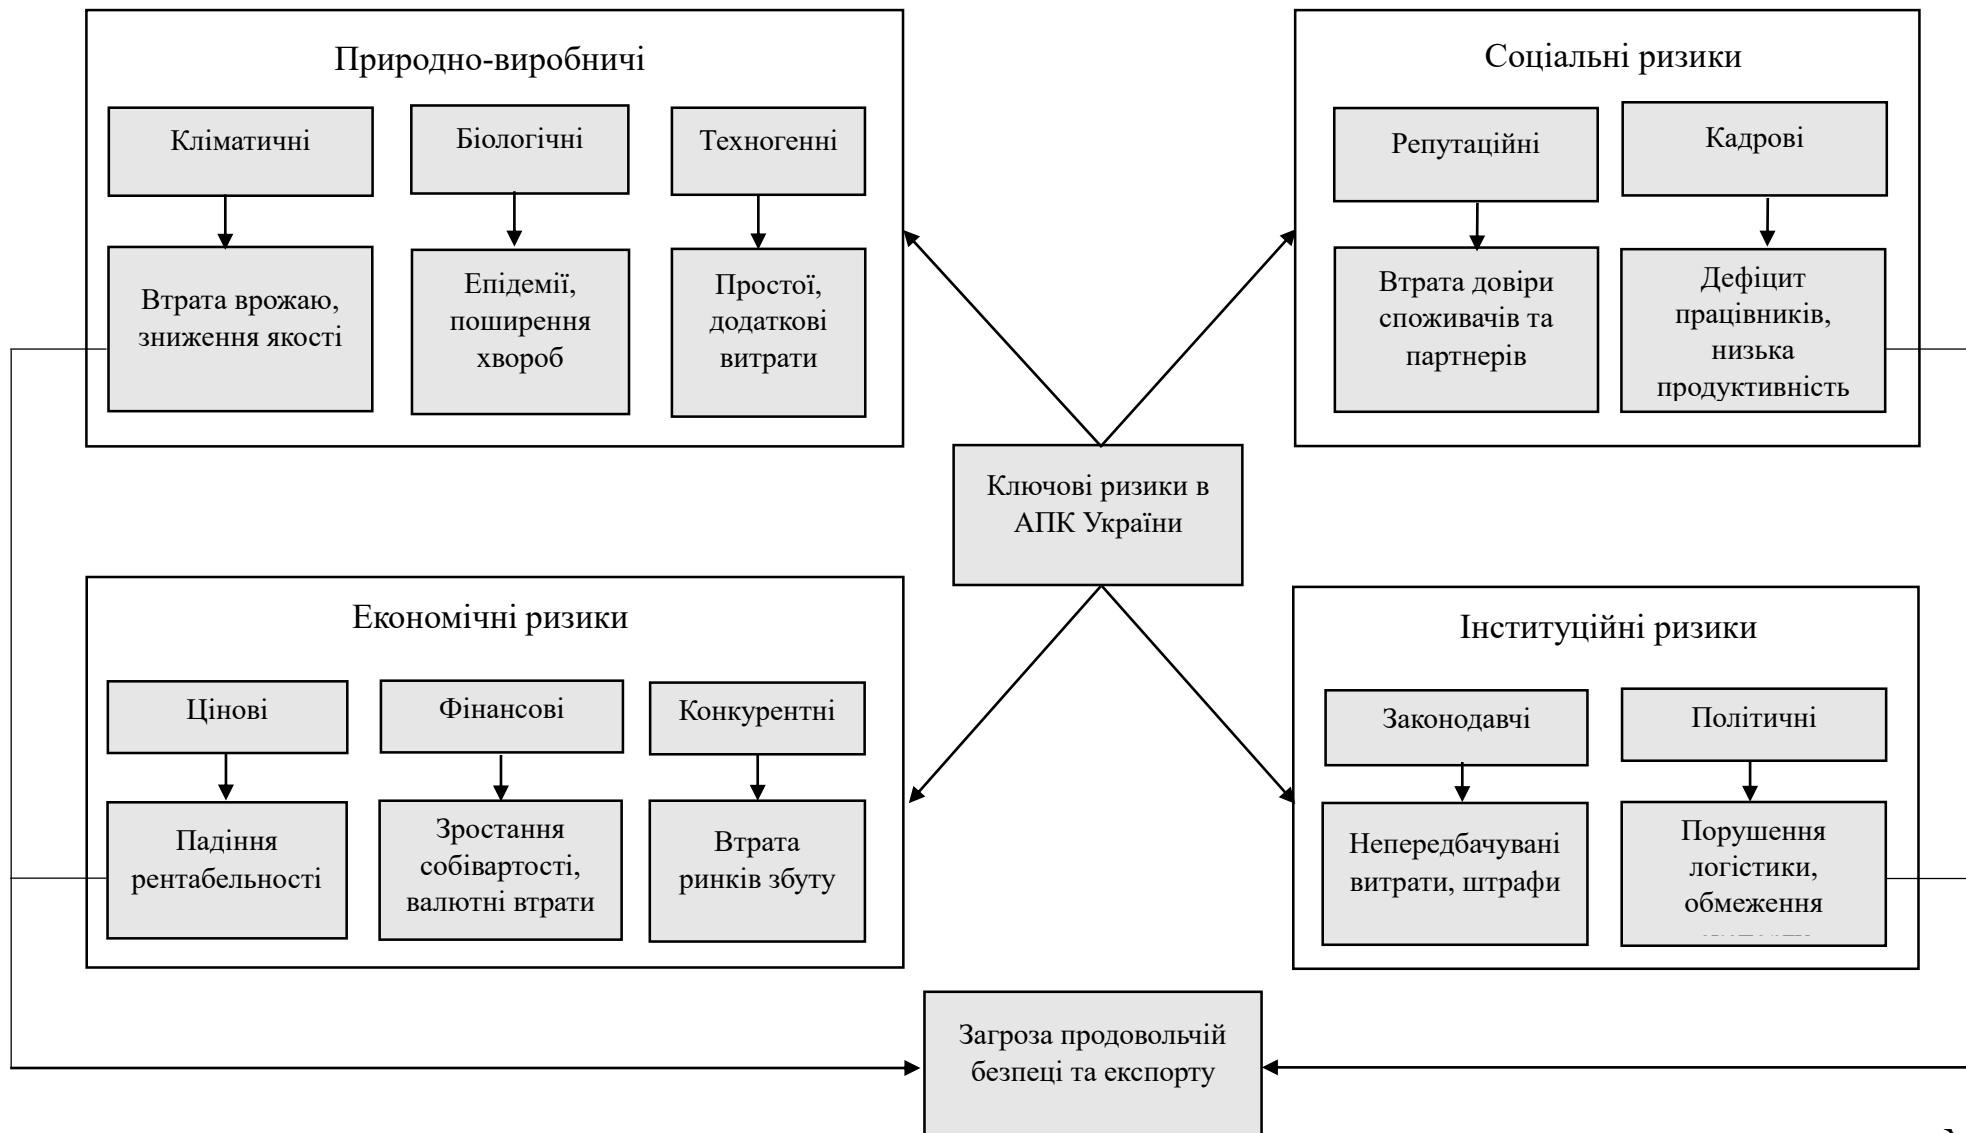 Природно-виробничі
Кліматичні
Біологічні
Техногенні
Втрата врожаю,
зниження якості
Епідемії,
поширення
хвороб
Простої,
додаткові
витрати
Соціальні ризики
Репутаційні
Кадрові
Втрата довіри
споживачів та
партнерів
Дефіцит
працівників,
низька
продуктивність
Ключові ризики в
АПК України
Економічні ризики
Цінові
Фінансові
Конкурентні
Падіння
рентабельності
Зростання
собівартості,
валютні втрати
Втрата
ринків збуту
Інституційні ризики
Законодавчі
Політичні
Непередбачувані
витрати, штрафи
Порушення
логістики,
обмеження
Загроза продовольчій
безпеці та експорту